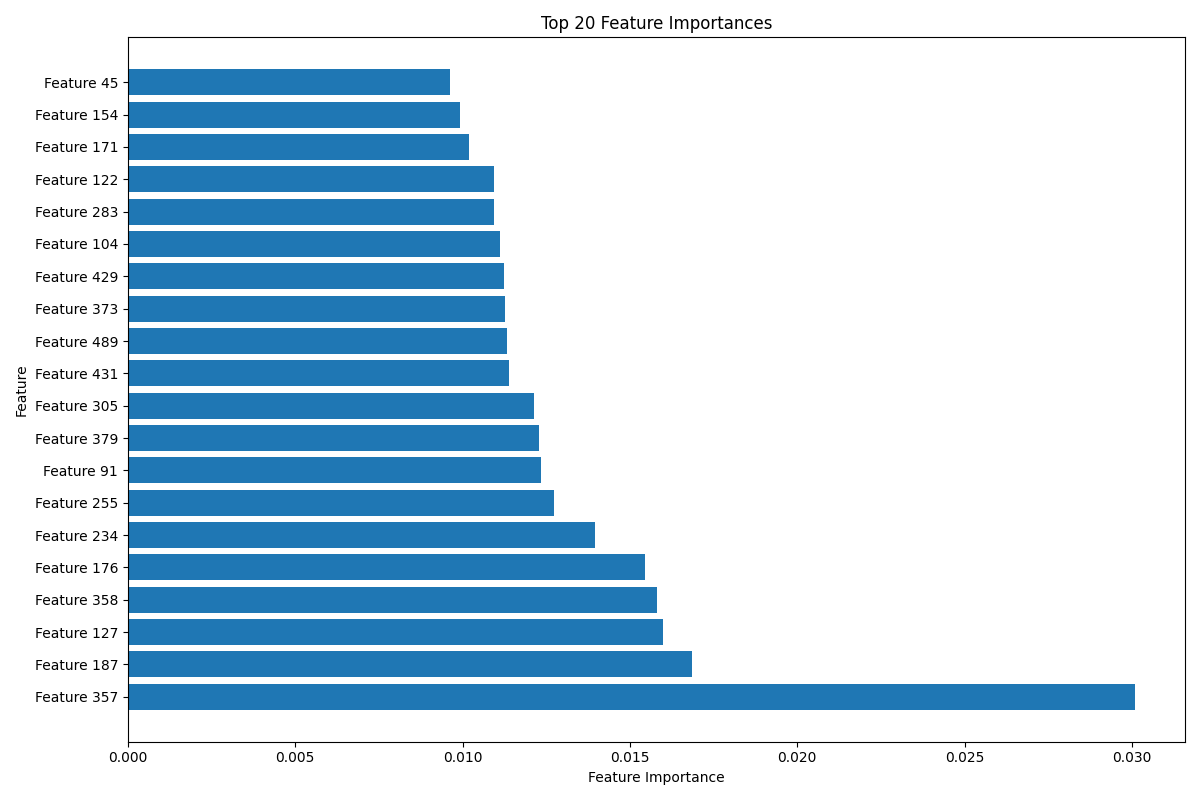 Top 20 Feature Importances
Feature
Feature 45
Feature 154
Feature 171
Feature 122
Feature 283
Feature 104
Feature 429
Feature 373
Feature 489
Feature 431
Feature 305
Feature 379
Feature 91
Feature 255
Feature 234
Feature 176
Feature 358
Feature 127
Feature 187
Feature 357
0.000 0.005 0.010 0.015 0.020 0.025 0.030
Feature Importance